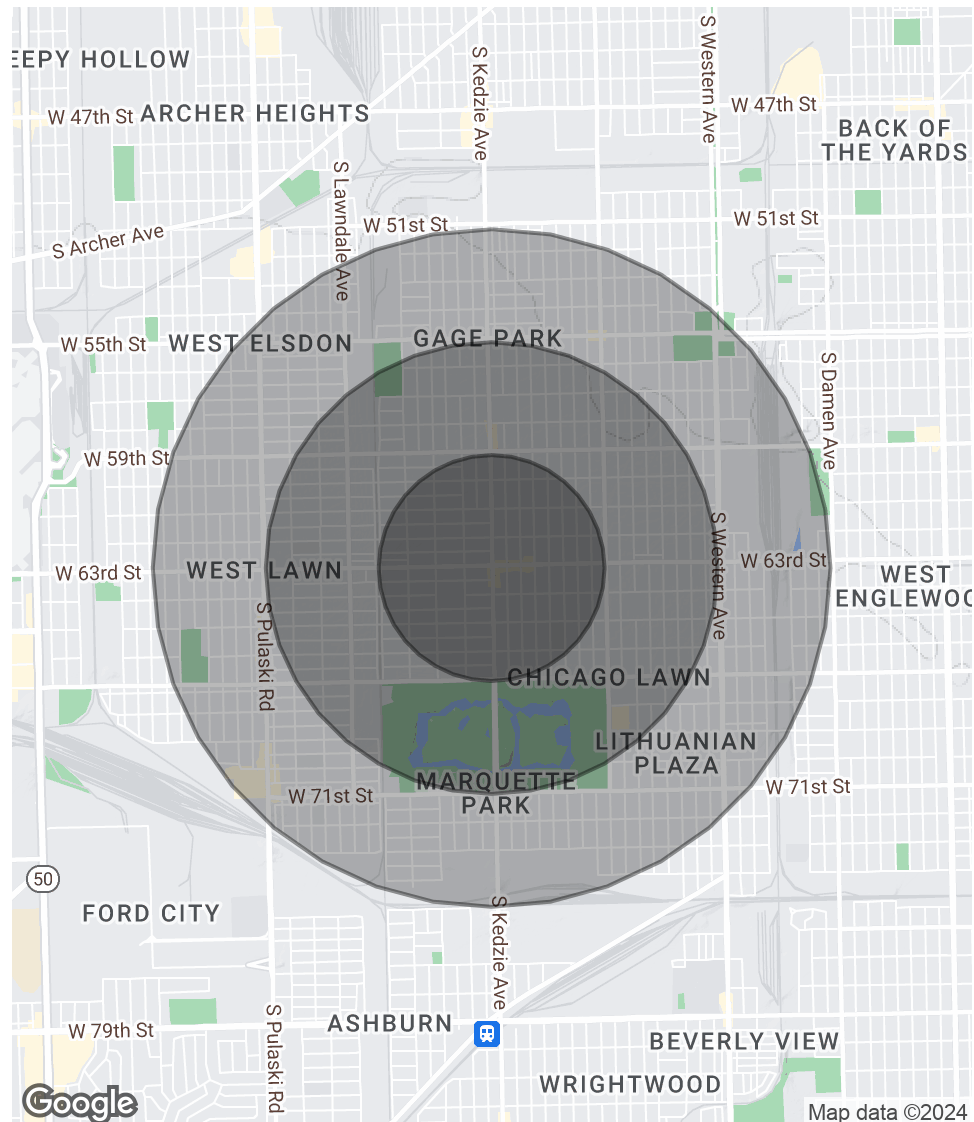 S Western Ave
S Kedzie Ave
EEPY HOLLOW
W 47th St
ARCHER HEIGHTS
W 47th St
BACK OF
THE YARDS
S Lawndale Ave
W 51st St
W 51st St
S Archer Ave
WEST ELSDON
GAGE PARK
W 55th St
S Damen Ave
W 59th St
S Western Ave
W 63rd St
WEST LAWN
W 63rd St
WEST
ENGLEWOO
S Pulaski Rd
CHICAGO LAWN
LITHUANIAN
PLAZA
MARQUETTE
PARK
W 71st St
W 71st St
50
FORD CITY
S Kedzie Ave
S Pulaski Rd
W 79th St
ASHBURN
BEVERLY VIEW
WRIGHTWOOD
Google
Map data ©2024